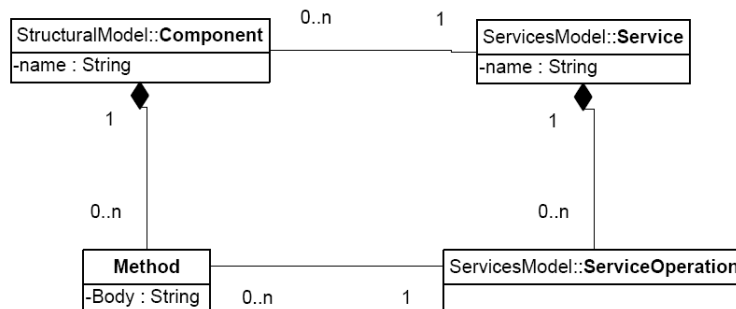 0..n
1
StructuralModel::Component
ServicesModel::Service
-name : String
-name : String
1
1
0..n
0..n
Method
ServicesModel::ServiceOperation
-Body : String
0..n
1